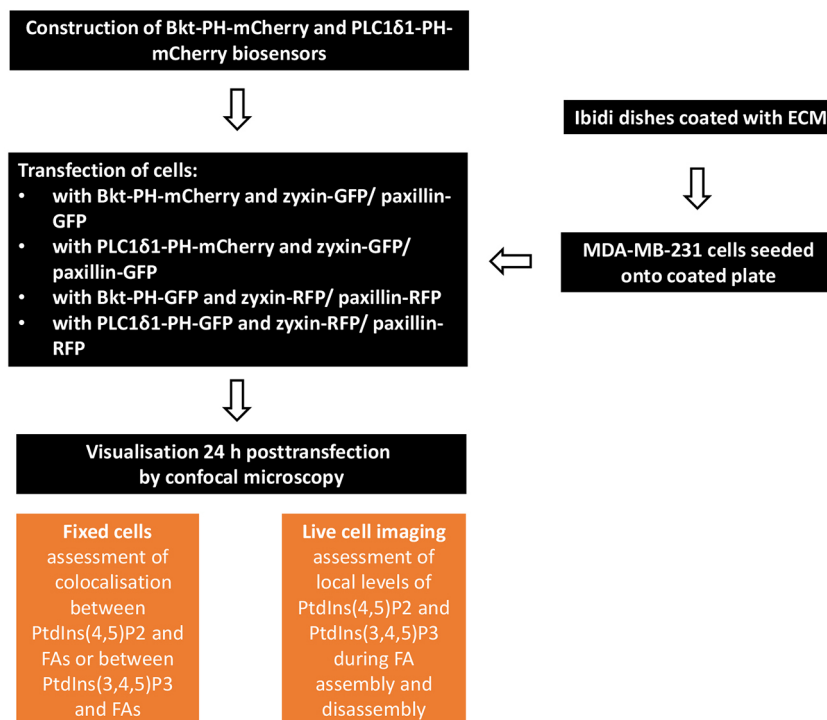 Construction of Bkt-PH-mCherry and PLC1δ1-PH-
mCherry biosensors
Ibidi dishes coated with ECM
Transfection of cells:
• with Bkt-PH-mCherry and zyxin-GFP/ paxillin-
GFP
• with PLC1δ1-PH-mCherry and zyxin-GFP/
paxillin-GFP
• with Bkt-PH-GFP and zyxin-RFP/ paxillin-RFP
• with PLC1δ1-PH-GFP and zyxin-RFP/ paxillin-
RFP
MDA-MB-231 cells seeded
onto coated plate
Visualisation 24 h posttransfection
by confocal microscopy
Fixed cells
assessment of
colocalisation
between
PtdIns(4,5)P2 and
FAs or between
PtdIns(3,4,5)P3
and FAs
Live cell imaging
assessment of
local levels of
PtdIns(4,5)P2 and
PtdIns(3,4,5)P3
during FA
assembly and
disassembly